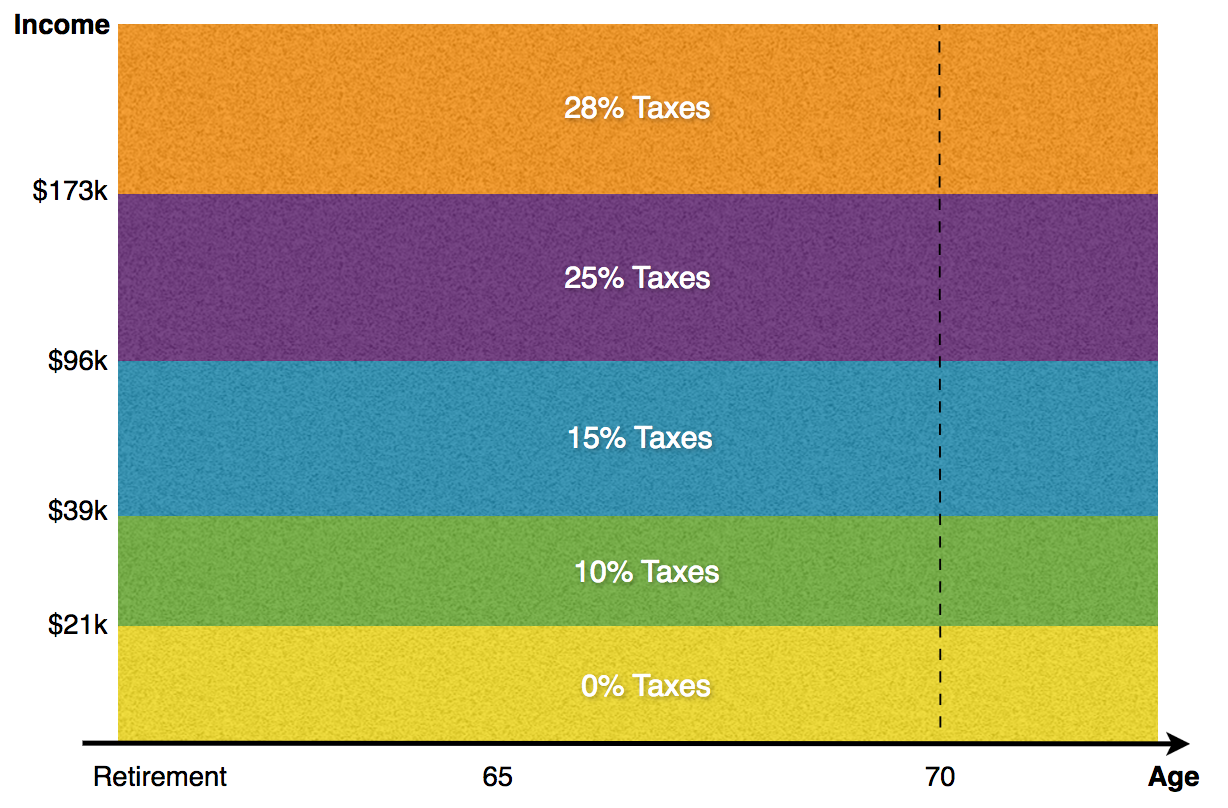 Income
28% Taxes
$173k
25% Taxes
$96k
15% Taxes
$39k
10% Taxes
$21k
0% Taxes
Retirement 65 70 Age